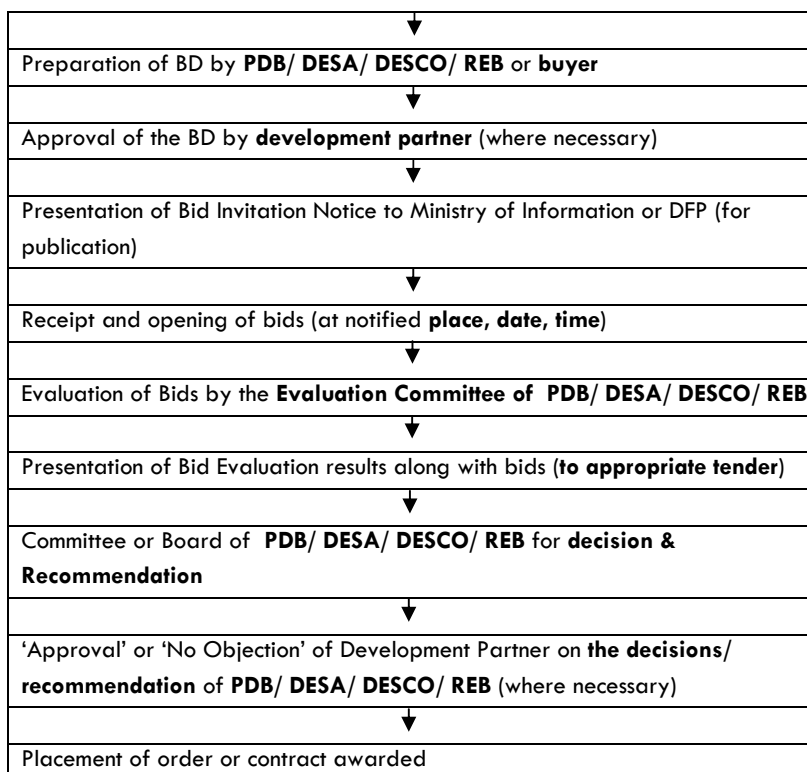 Preparation of BD by PDB/ DESA/ DESCO/ REB or buyer
Approval of the BD by development partner (where necessary)
Presentation of Bid Invitation Notice to Ministry of Information or DFP (for
publication)
Receipt and opening of bids (at notified place, date, time)
Evaluation of Bids by the Evaluation Committee of PDB/ DESA/ DESCO/ REB
Presentation of Bid Evaluation results along with bids (to appropriate tender)
Committee or Board of PDB/ DESA/ DESCO/ REB for decision &
Recommendation
‘Approval’ or ‘No Objection’ of Development Partner on the decisions/
recommendation of PDB/ DESA/ DESCO/ REB (where necessary)
Placement of order or contract awarded